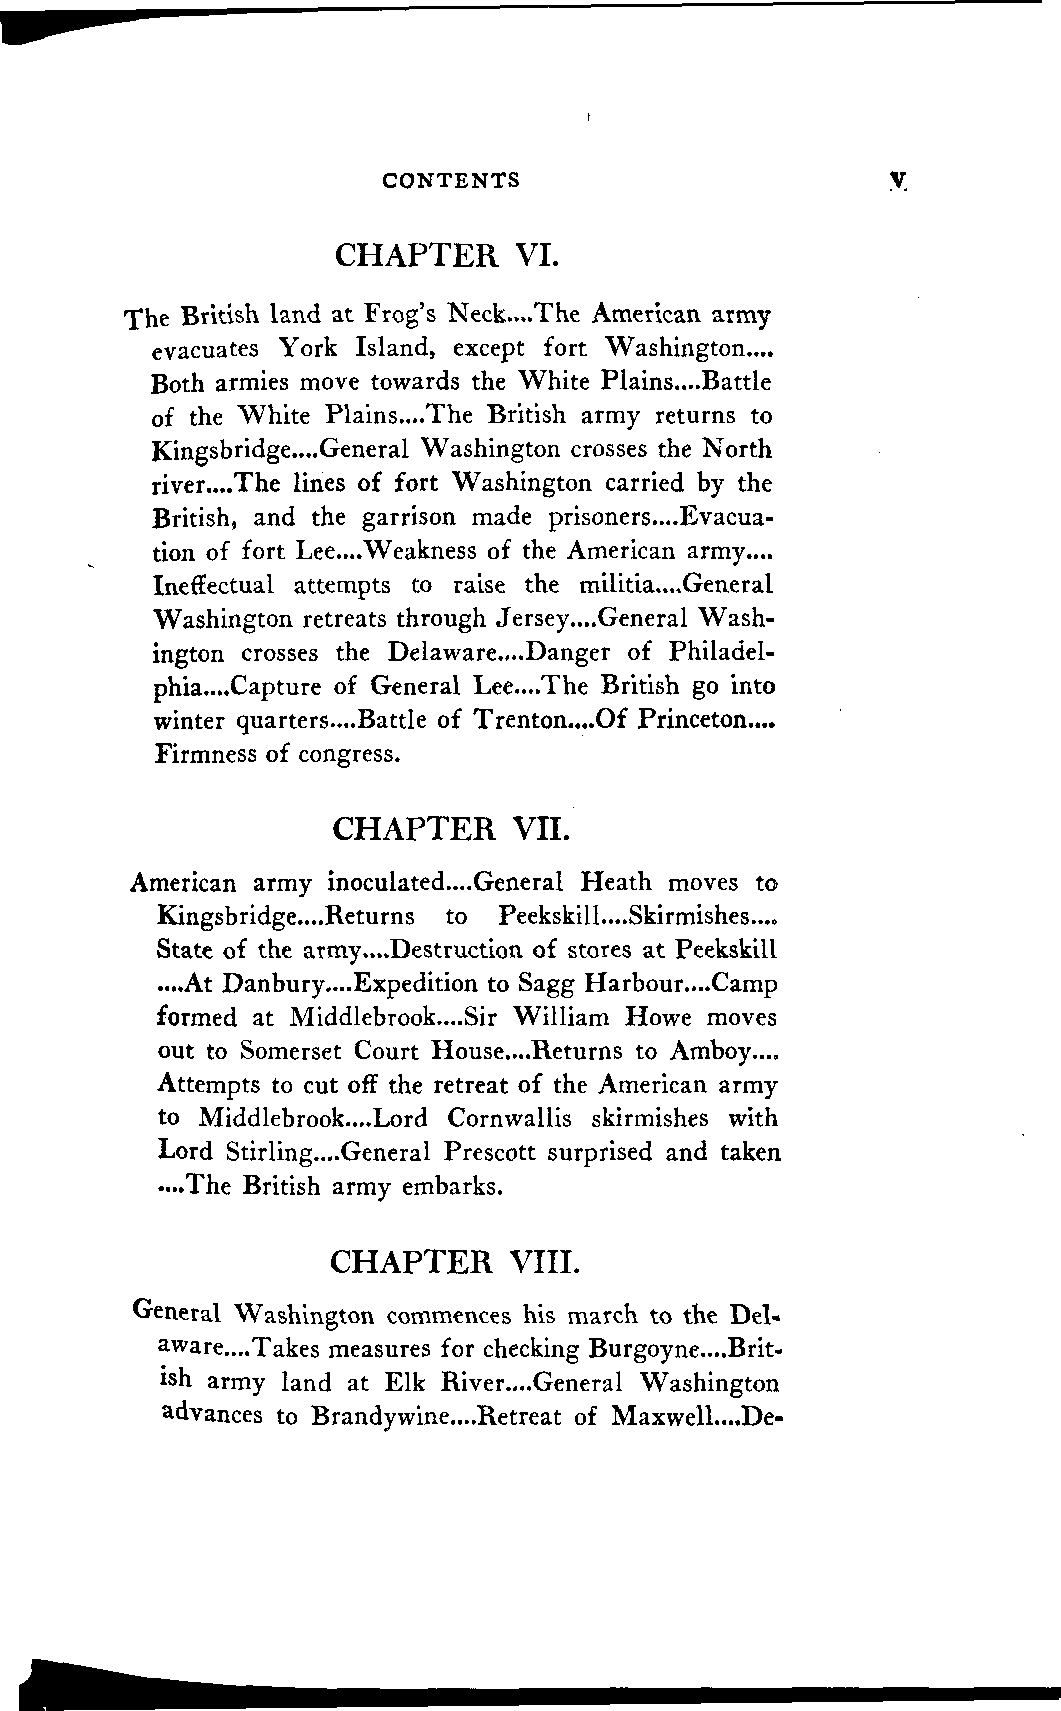 CONTENTS V
CHAPTER VI.
The British land at Frog's Neck....The American army
evacuates York Island, except fort Washington....
Both armies move towards the White Plains....Battle
of the White Plains....The British army returns to
Kingsbridge....General Washington crosses the North
river....The lines of fort Washington carried by the
British, and the garrison made prisoners....Evacua-
tion of fort Lee....Weakness of the American army....
Ineffectual attempts to raise the militia....General
Washington retreats through Jersey....General Wash-
ington crosses the Delaware....Danger of Philadel-
phia....Capture of General Lee....The British go into
winter quarters....Battle of Trenton....Of Princeton....
Firmness of congress.
CHAPTER VII.
American army inoculated....General Heath moves to
Kingsbridge....Returns to Peekskill....Skirmishes....
State of the army....Destruction of stores at Peekskill
....At Danbury....Expedition to Sagg Harbour....Camp
formed at Middlebrook....Sir William Howe moves
out to Somerset Court House....Returns to Amboy....
Attempts to cut off the retreat of the American army
to Middlebrook....Lord Cornwallis skirmishes with
Lord Stirling....General Prescott surprised and taken
....The British army embarks.
CHAPTER VIII.
General Washington commences his march to the Del-
aware....Takes measures for checking Burgoyne....Brit-
ish army land at Elk River....General Washington
advances to Brandywine....Retreat of Maxwell....De-